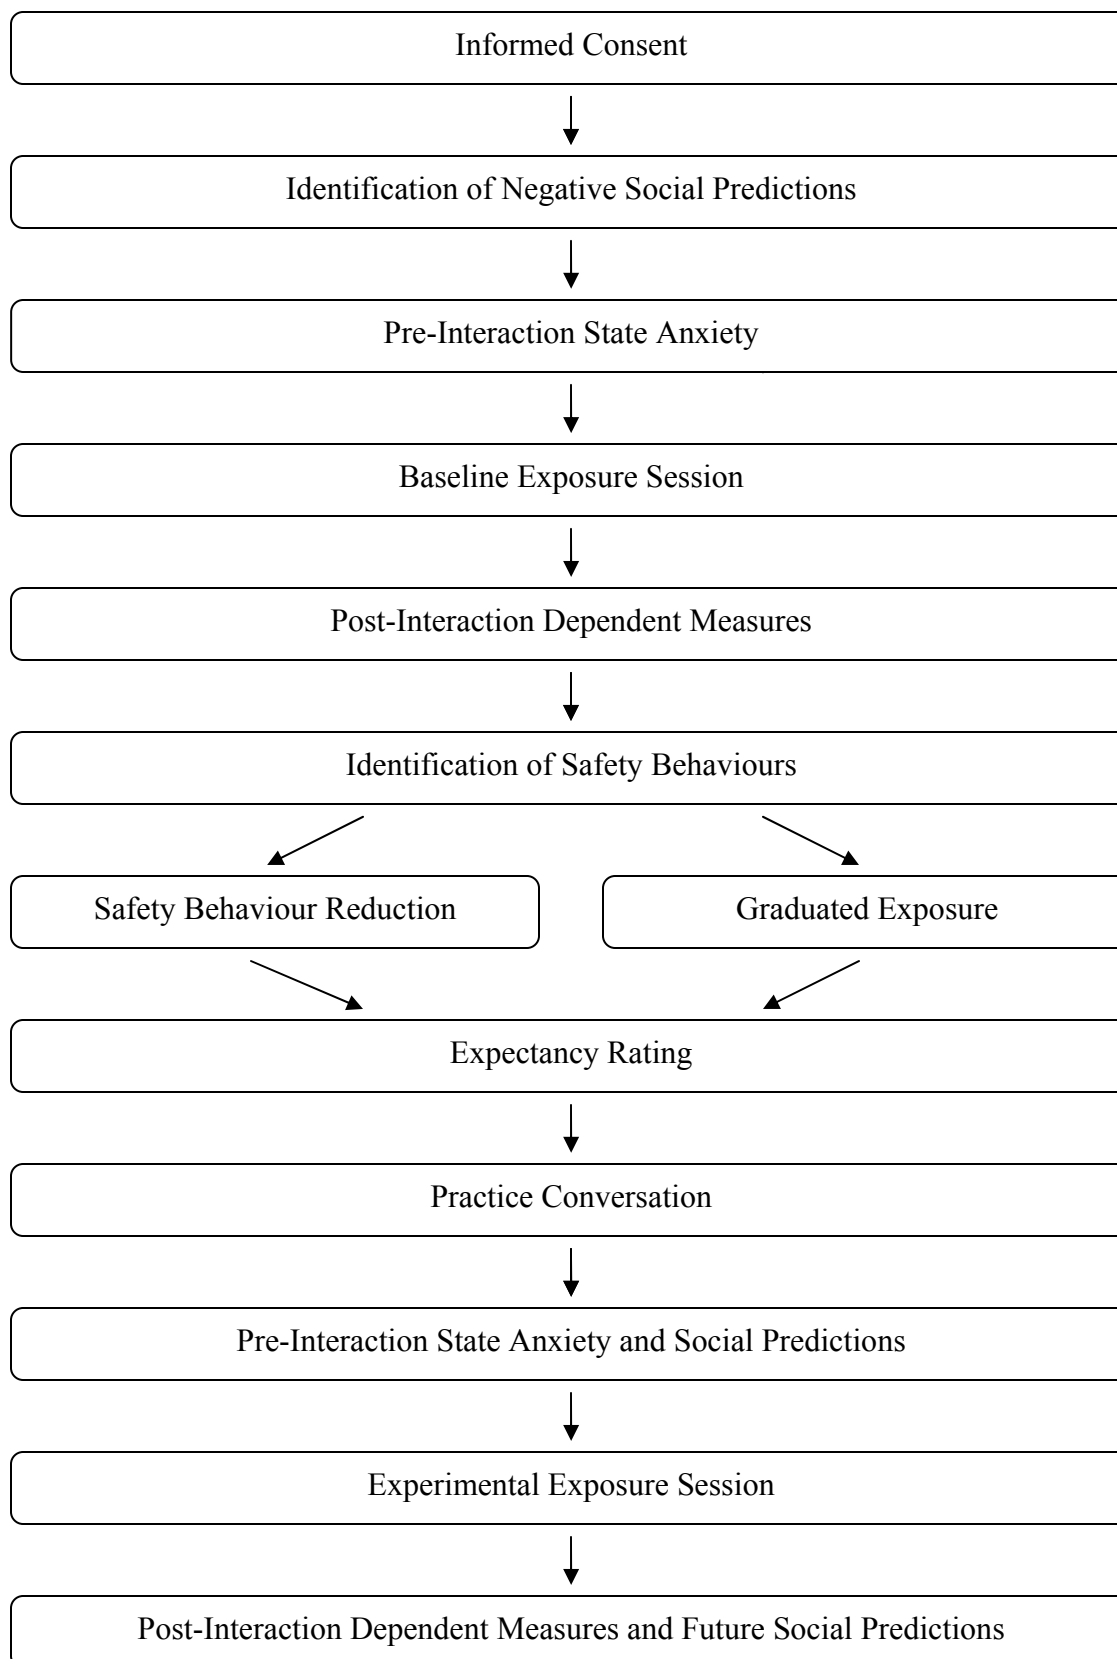 Informed Consent
Identification of Negative Social Predictions
Pre-Interaction State Anxiety
Baseline Exposure Session
Post-Interaction Dependent Measures
Identification of Safety Behaviours
Safety Behaviour Reduction
Graduated Exposure
Expectancy Rating
Practice Conversation
Pre-Interaction State Anxiety and Social Predictions
Experimental Exposure Session
Post-Interaction Dependent Measures and Future Social Predictions